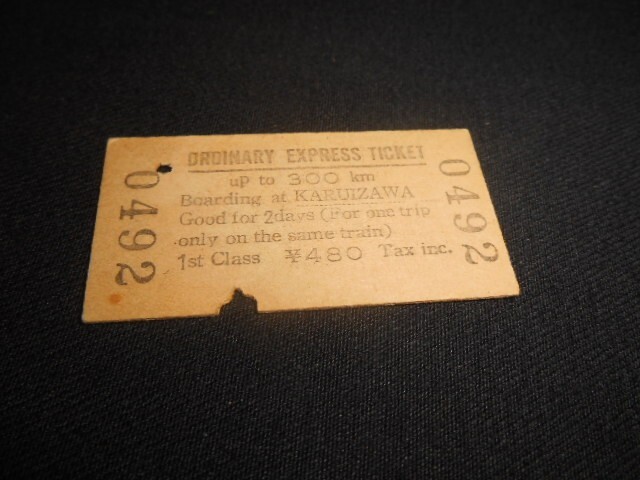 ORDINARY EXPRESS TICKET
up to 300 km
Boarding at KARUIZAWA
Good for 2days (For one trip
only on the same train)
1st Class ¥480 Tax inc.
0492
0492